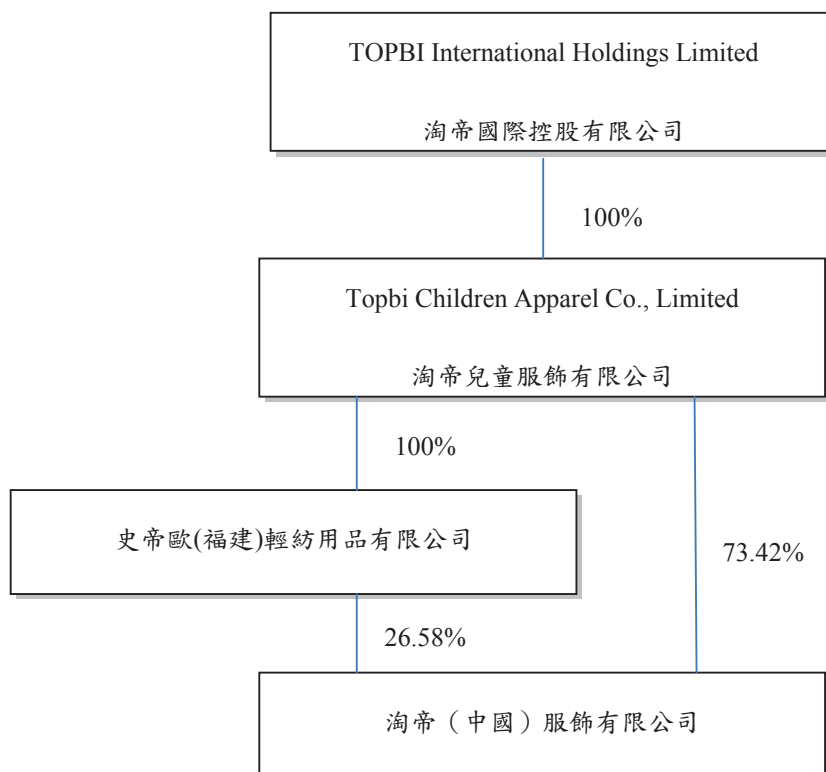 TOPBI International Holdings Limited
淘帝國際控股有限公司
100%
Topbi Children Apparel Co., Limited
淘帝兒童服飾有限公司
100%
史帝歐(福建)輕紡用品有限公司
73.42%
26.58%
淘帝（中國）服飾有限公司